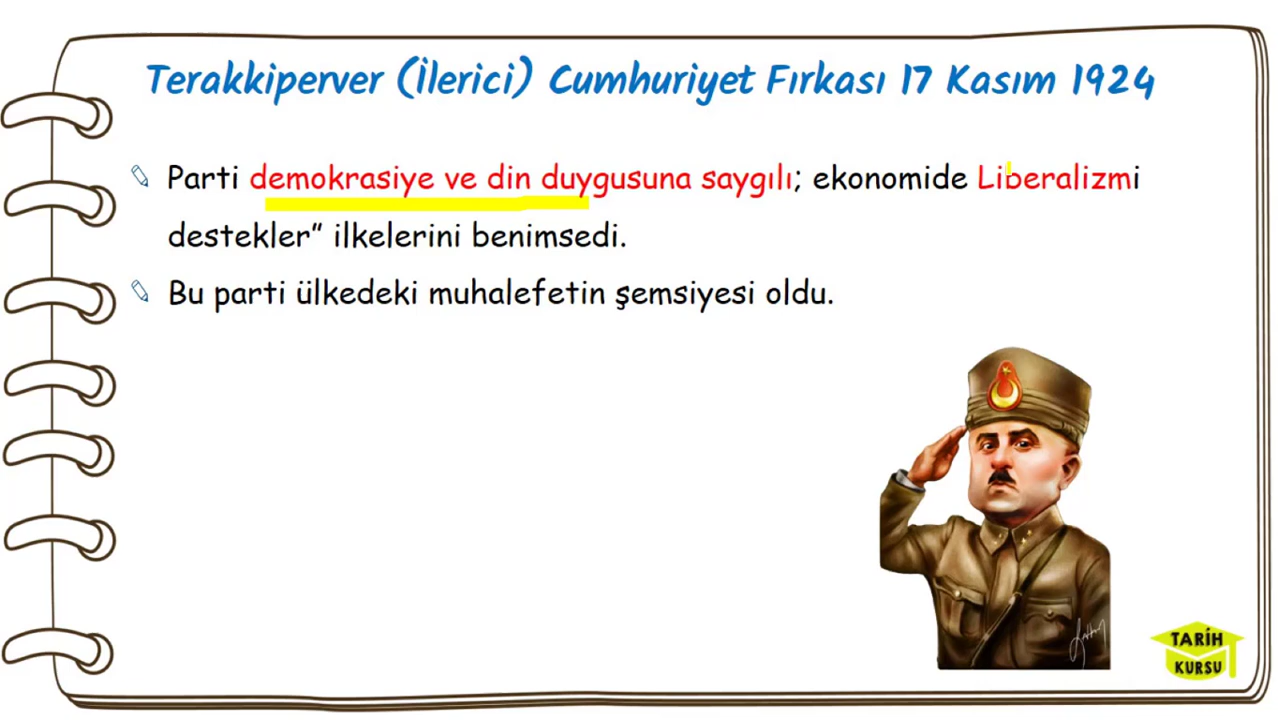 Terakkiperver (İlerici) Cumhuriyet Fırkası 17 Kasım 1924
Parti demokrasiye ve din duygusuna saygılı; ekonomide Liberalizmi
destekler” ilkelerini benimsedi.
Bu parti ülkedeki muhalefetin şemsiyesi oldu.
TARİH
KURSU